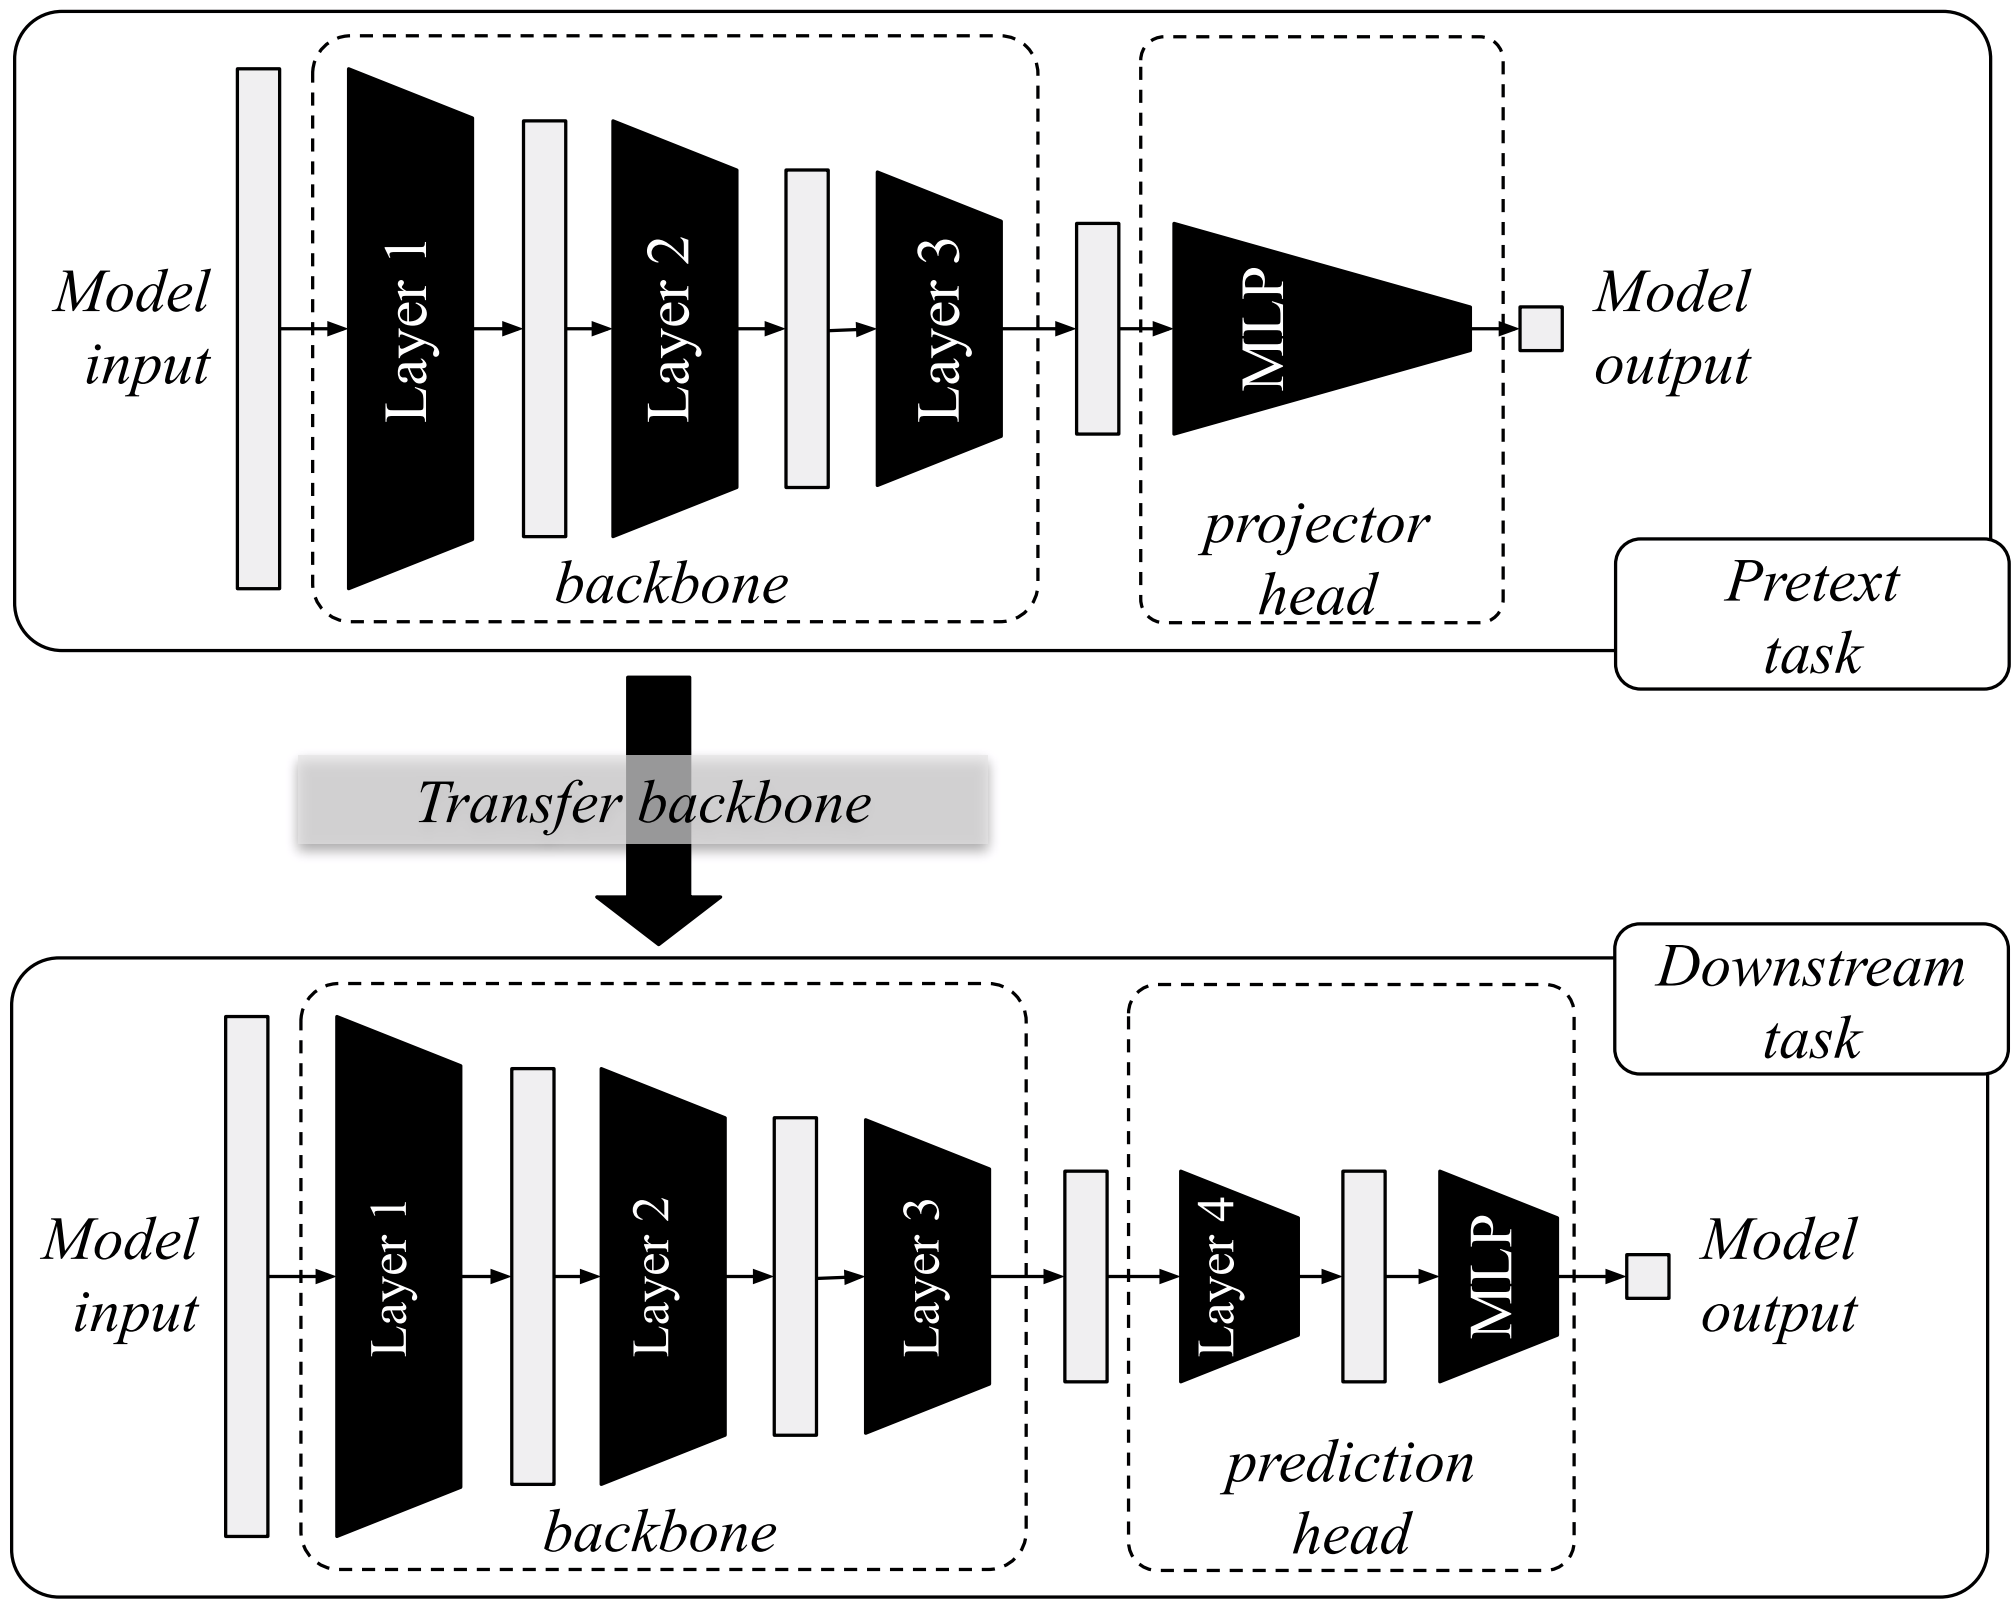 Model
input
Layer 1
Layer 2
Layer 3
backbone
MLP
projector
head
Model
output
Pretext
task
Transfer backbone
Downstream
task
Model
input
Layer 1
Layer 2
Layer 3
backbone
Layer 4
MLP
prediction
head
Model
output